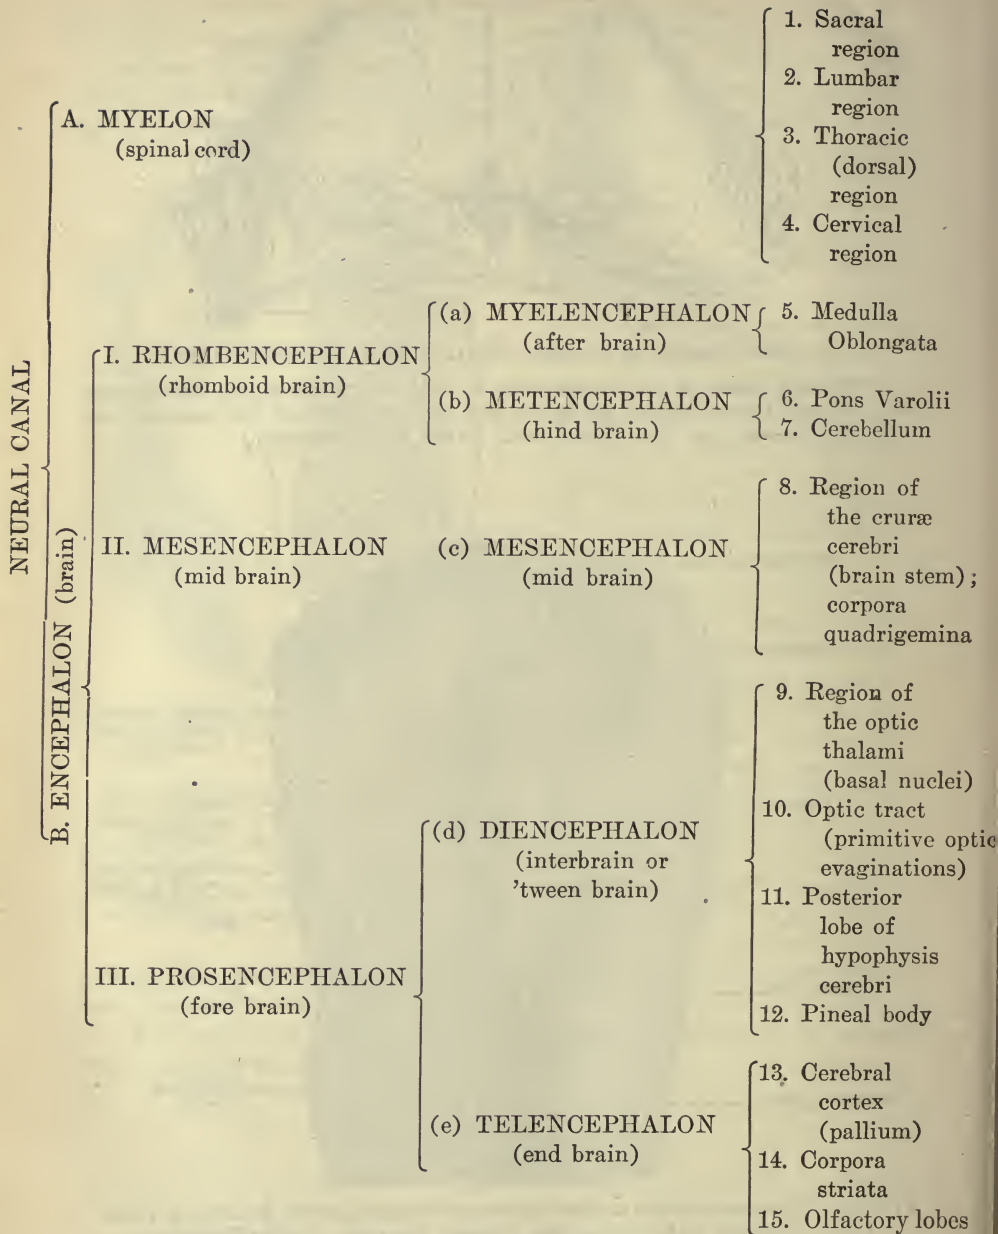 NEURAL CANAL
A. MYELON
(spinal cord)
1. Sacral
region
2. Lumbar
region
3. Thoracic
(dorsal)
region
4. Cervical
region
B. ENCEPHALON (brain)
I. RHOMBENCEPHALON
(rhomboid brain)
(a) MYELENCEPHALON
(after brain)
5. Medulla
Oblongata
(b) METENCEPHALON
(hind brain)
6. Pons Varolii
7. Cerebellum
II. MESENCEPHALON
(mid brain)
(c) MESENCEPHALON
(mid brain)
8. Region of
the cruræ
cerebri
(brain stem);
corpora
quadrigemina
III. PROSENCEPHALON
(fore brain)
(d) DIENCEPHALON
(interbrain or
'tween brain)
9. Region of
the optic
thalami
(basal nuclei)
10. Optic tract
(primitive optic
evaginations)
11. Posterior
lobe of
hypophysis
cerebri
12. Pineal body
(e) TELENCEPHALON
(end brain)
13. Cerebral
cortex
(pallium)
14. Corpora
striata
15. Olfactory lobes